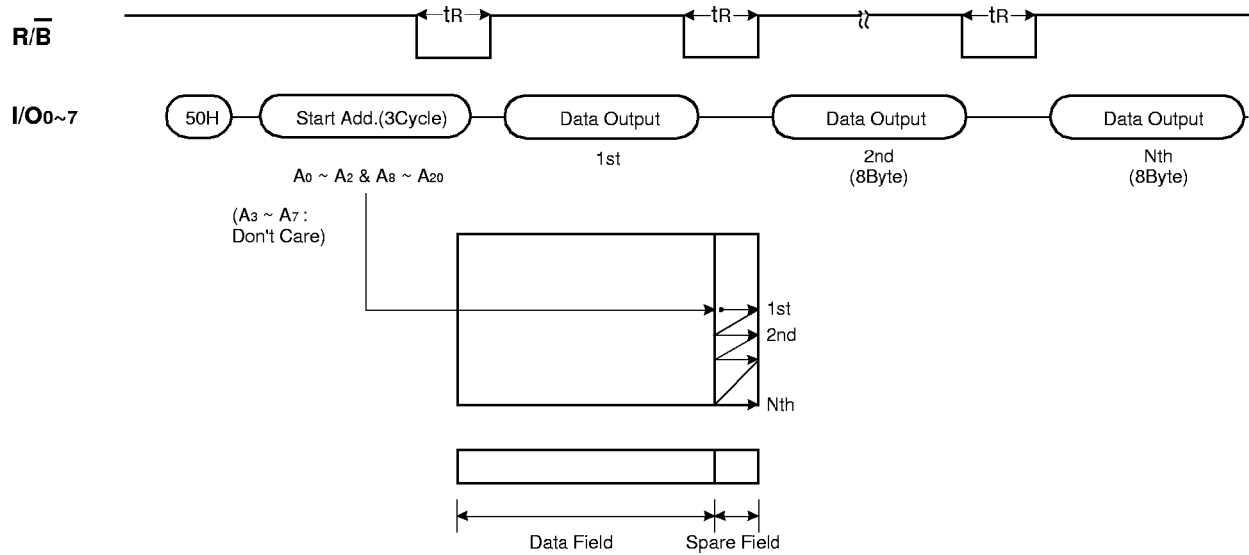 R/B
tR
tR
tR
I/O0~7
50H
Start Add.(3Cycle)
Data Output
Data Output
Data Output
1st
2nd
(8Byte)
Nth
(8Byte)
A0 ~ A2 & A8 ~ A20
(A3 ~ A7 :
Don't Care)
1st
2nd
Nth
Data Field
Spare Field